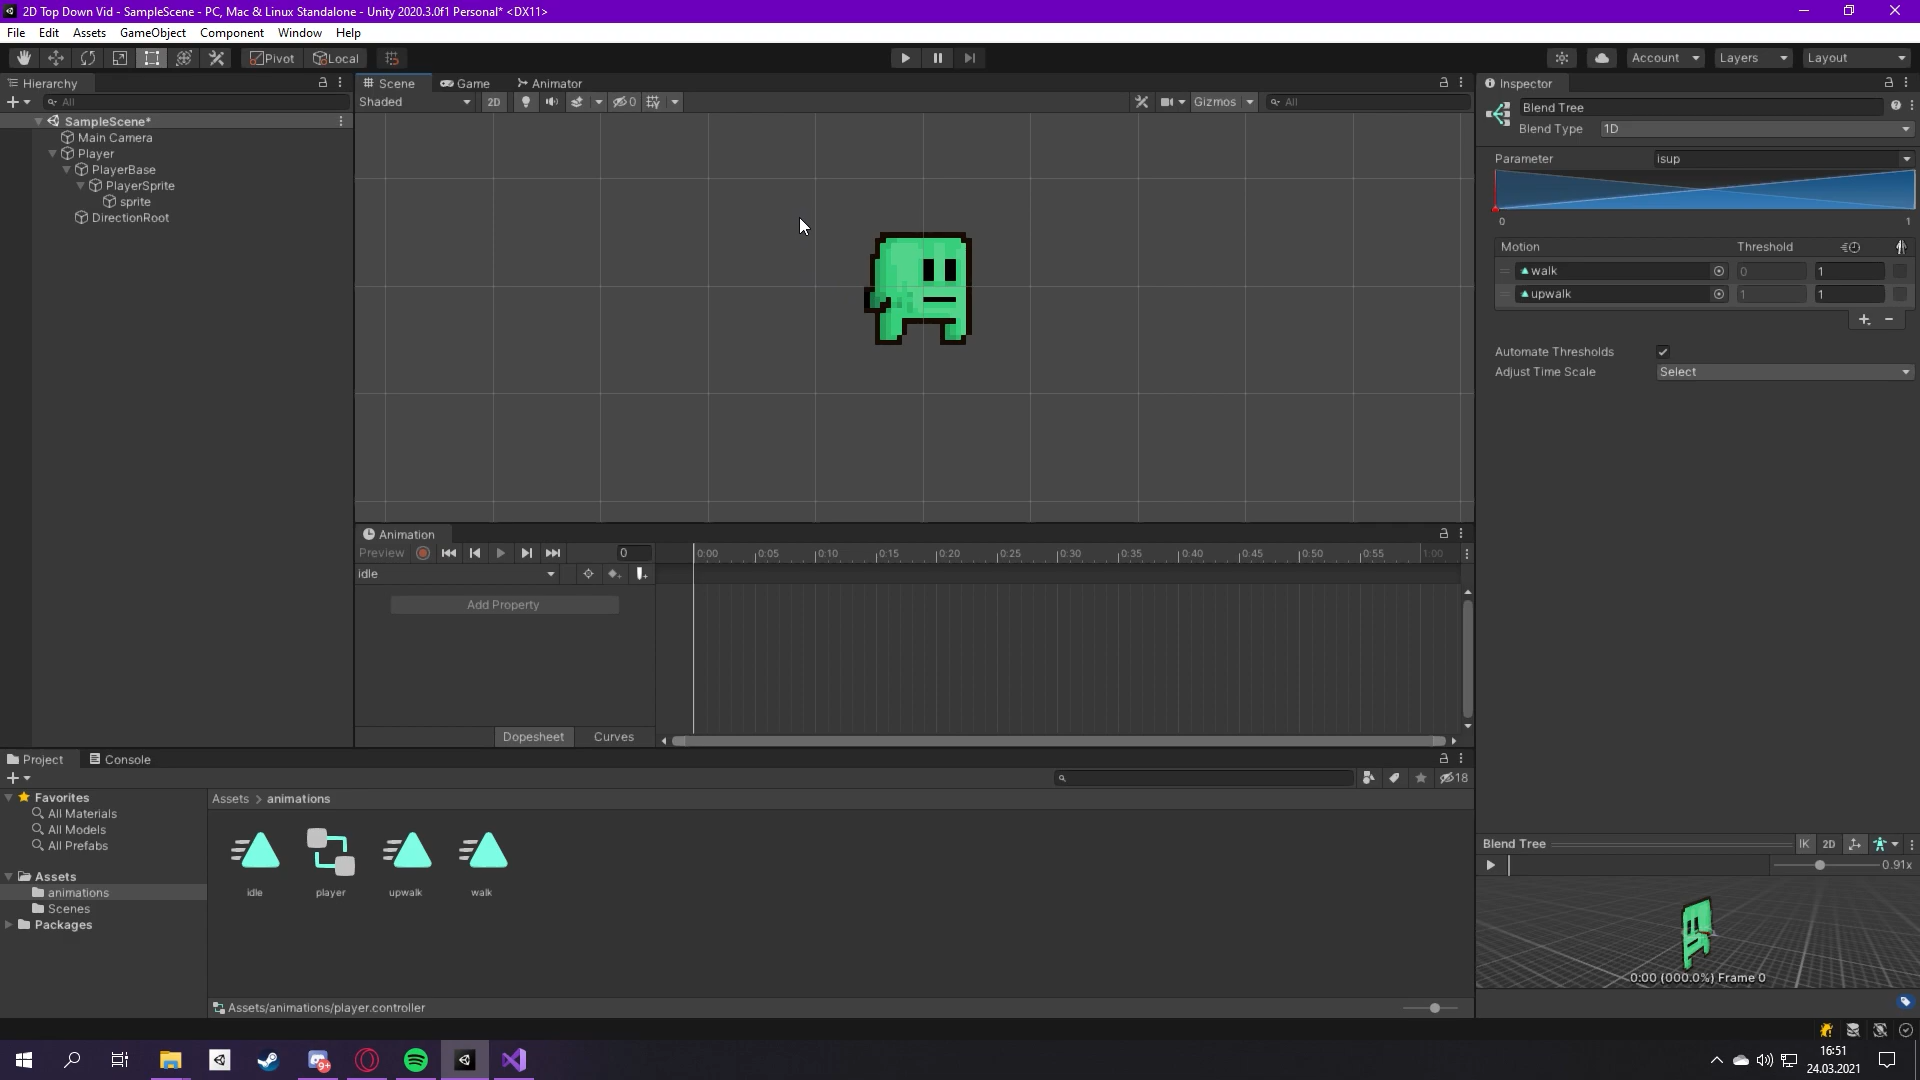 2D Top Down Vid - SampleScene - PC, Mac & Linux Standalone - Unity 2020.3.0f1 Personal* <DX11>
File Edit Assets GameObject Component Window Help
Pivot Local Account Layers Layout
Hierarchy
All
SampleScene*
Main Camera
Player
PlayerBase
PlayerSprite
sprite
DirectionRoot
Scene Game Animator
Shaded 2D 0 Gizmos All
Animation
Preview 0
0:00 0:05 0:10 0:15 0:20 0:25 0:30 0:35 0:40 0:45 0:50 0:55 1:00
idle
Add Property
Dopesheet Curves
Inspector
Blend Tree
Blend Type 1D
Parameter isup
0 1
Motion Threshold
walk 0 1
upwalk 1 1
Automate Thresholds
Adjust Time Scale Select
Project Console
18
Favorites
All Materials
All Models
All Prefabs
Assets
animations
Scenes
Packages
Assets > animations
idle player upwalk walk
Assets/animations/player.controller
Blend Tree IK 2D
0.91x
0:00 (000.0%) Frame 0
9+
16:51
24.03.2021